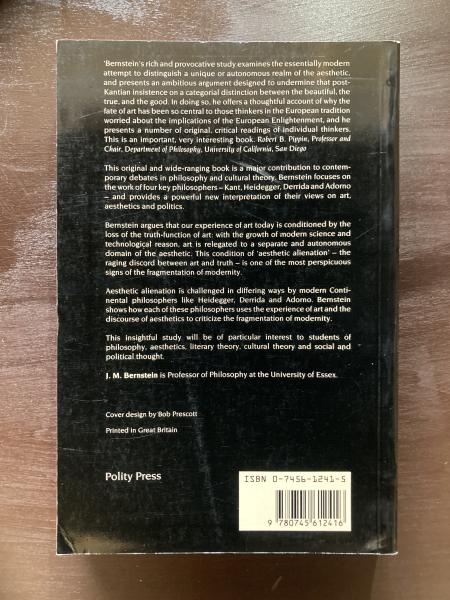 'Bernstein's rich and provocative study examines the essentially modern
attempt to distinguish a unique or autonomous realm of the aesthetic,
and presents an ambitious argument designed to undermine that post-
Kantian insistence on a categorial distinction between the beautiful, the
true, and the good. In doing so, he offers a thoughtful account of why the
fate of art has been so central to those thinkers in the European tradition
worried about the implications of the European Enlightenment, and he
presents a number of original, critical readings of individual thinkers.
This is an important, very interesting book. Robert B. Pippin, Professor and
Chair, Department of Philosophy, University of California, San Diego
This original and wide-ranging book is a major contribution to contem-
porary debates in philosophy and cultural theory. Bernstein focuses on
the work of four key philosophers – Kant, Heidegger, Derrida and Adorno
– and provides a powerful new interpretation of their views on art,
aesthetics and politics.
Bernstein argues that our experience of art today is conditioned by the
loss of the truth-function of art: with the growth of modern science and
technological reason, art is relegated to a separate and autonomous
domain of the aesthetic. This condition of 'aesthetic alienation' – the
raging discord between art and truth – is one of the most perspicuous
signs of the fragmentation of modernity.
Aesthetic alienation is challenged in differing ways by modern Conti-
nental philosophers like Heidegger, Derrida and Adorno. Bernstein
shows how each of these philosophers uses the experience of art and the
discourse of aesthetics to criticize the fragmentation of modernity.
This insightful study will be of particular interest to students of
philosophy, aesthetics, literary theory, cultural theory and social and
political thought.
J. M. Bernstein is Professor of Philosophy at the University of Essex.
Cover design by Bob Prescott
Printed in Great Britain
Polity Press
ISBN 0-7456-1241-5
9 780745 612416